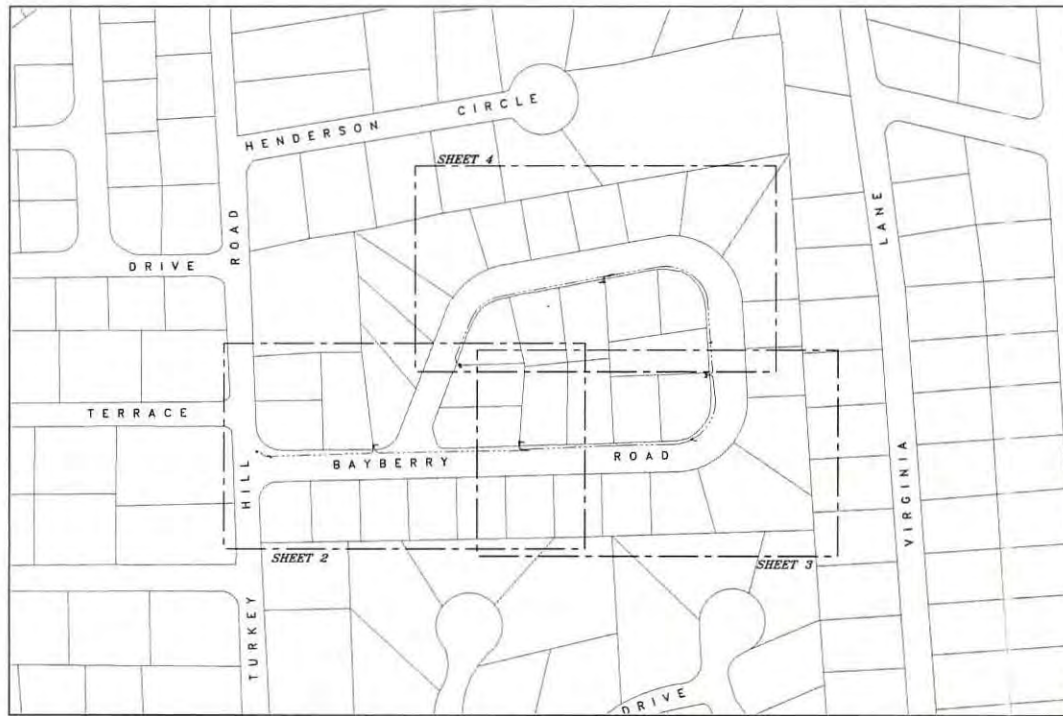 HENDERSON CIRCLE
SHEET 4
ROAD
LANE
DRIVE
TERRACE
BAYBERRY ROAD
HILL
VIRGINIA
SHEET 2
SHEET 3
TURKEY
DRIVE